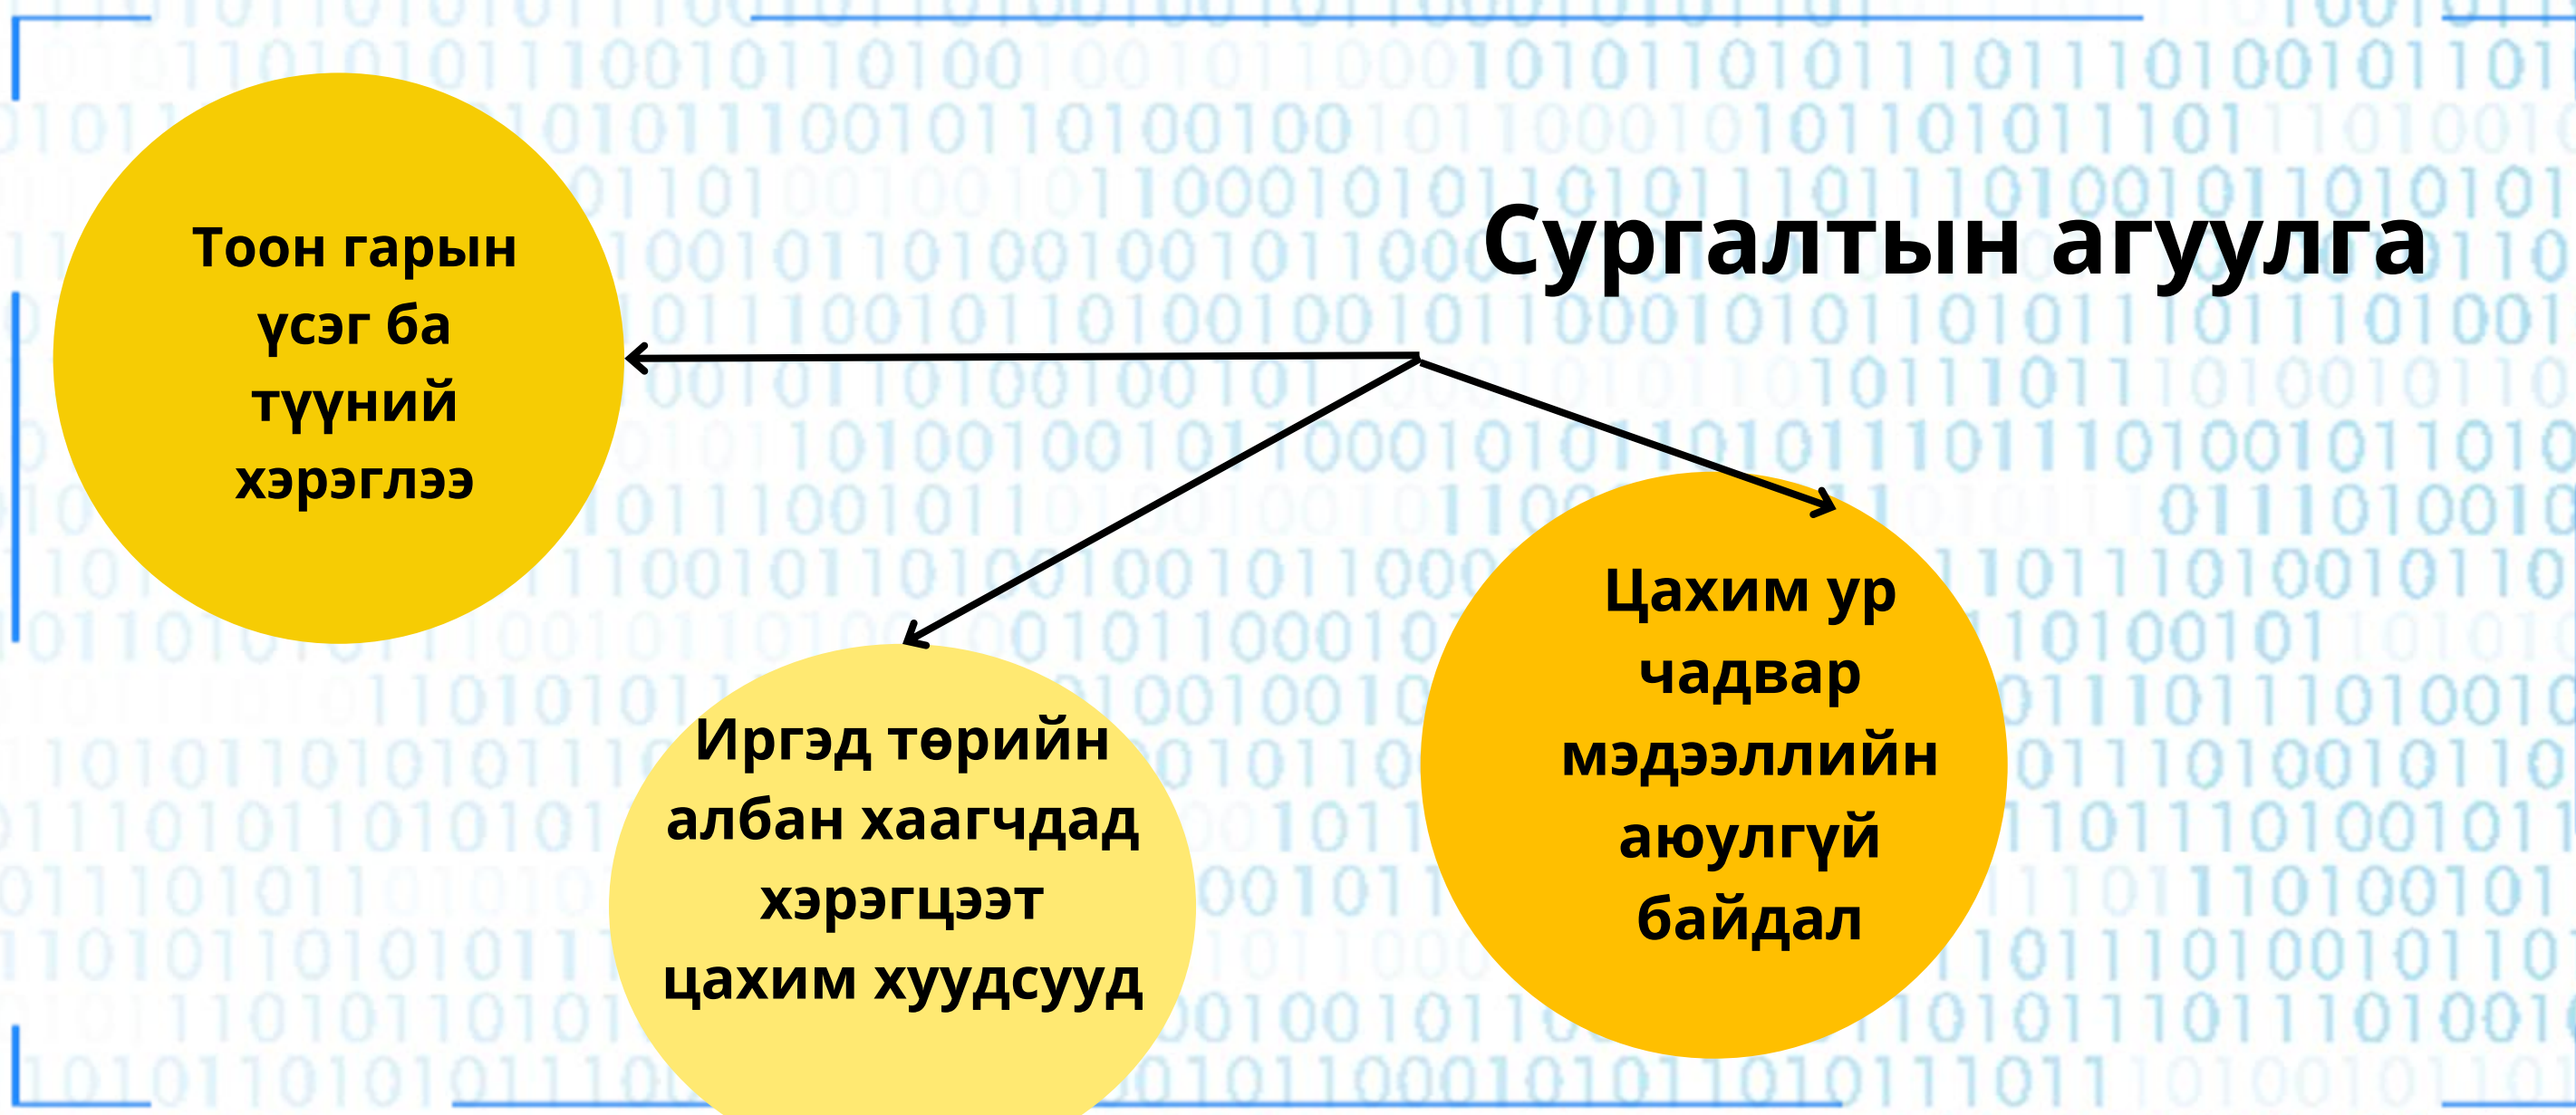 Сургалтын агуулга
Тоон гарын
үсэг ба
түүний
хэрэглээ
Иргэд төрийн
албан хаагчдад
хэрэгцээт
цахим хуудсууд
Цахим ур
чадвар
мэдээллийн
аюулгүй
байдал